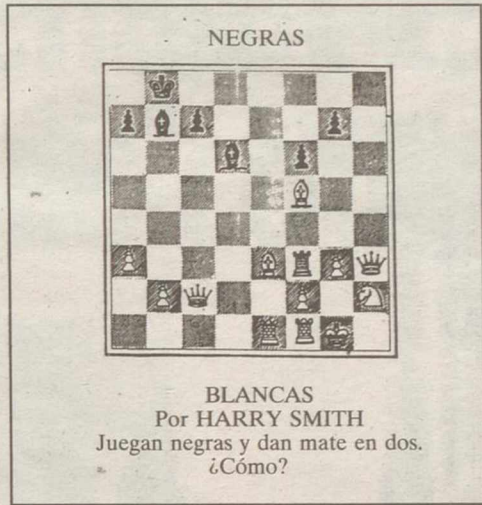 NEGRAS
BLANCAS
Por HARRY SMITH
Juegan negras y dan mate en dos.
¿Cómo?